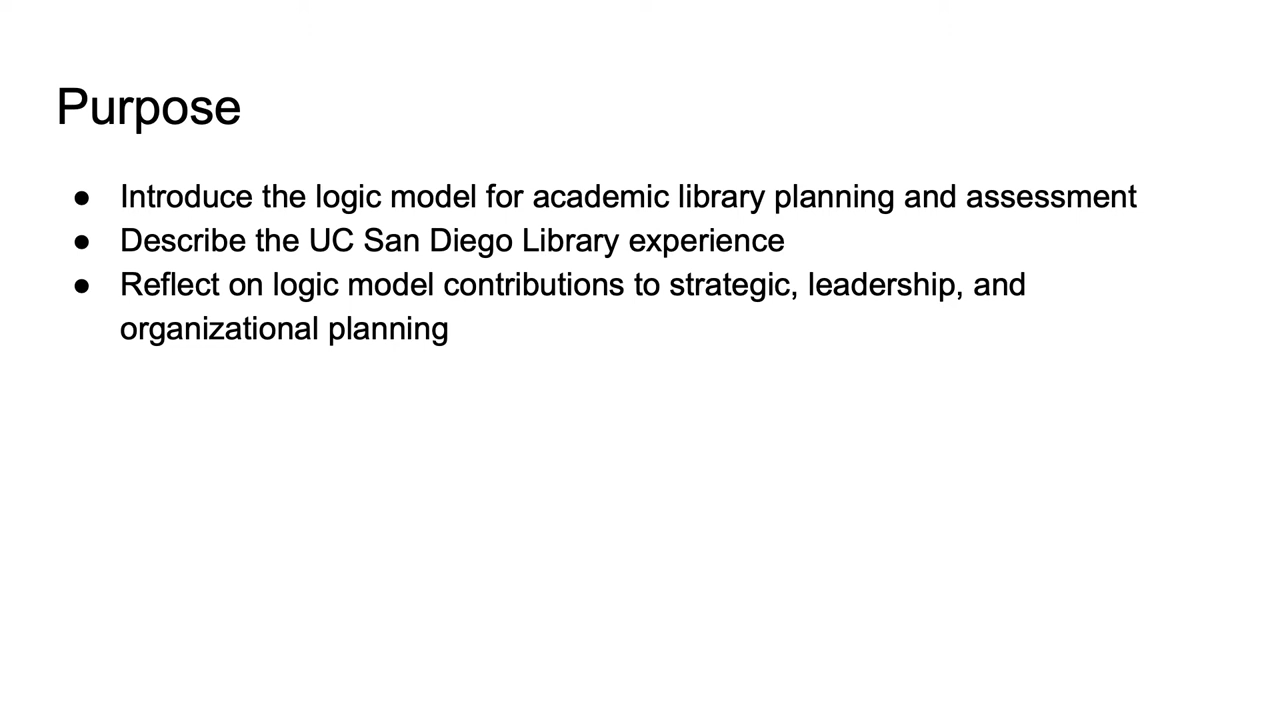 Purpose
● Introduce the logic model for academic library planning and assessment
● Describe the UC San Diego Library experience
● Reflect on logic model contributions to strategic, leadership, and
organizational planning